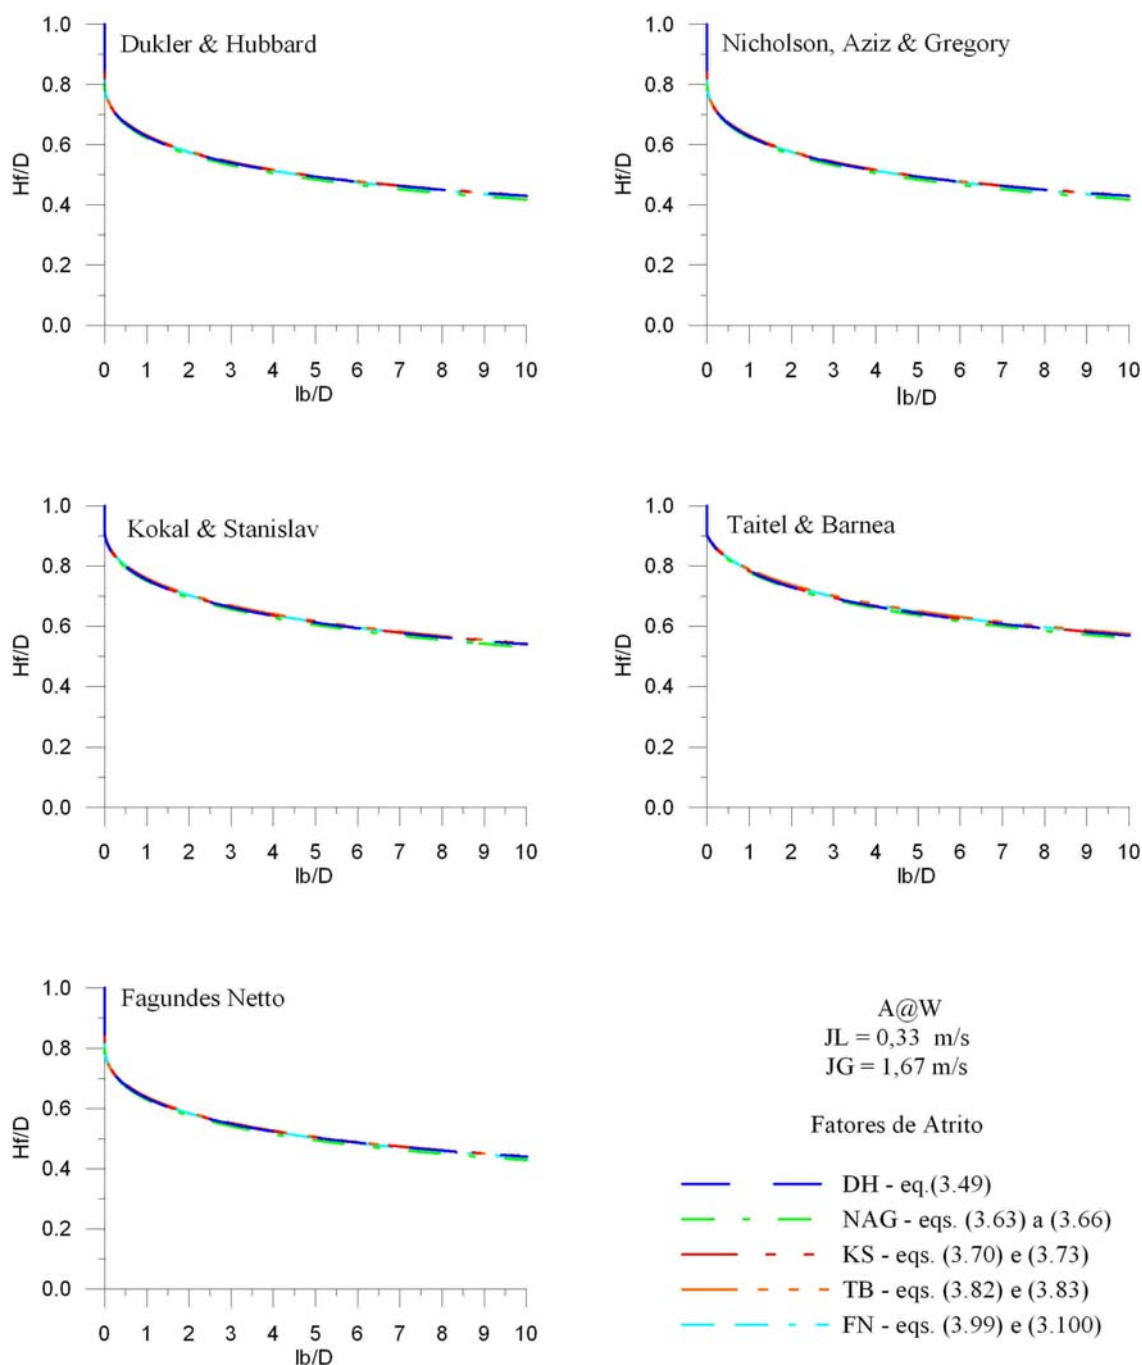 Dukler & Hubbard
1.0
0.8
0.6
0.4
0.2
0.0
Hf/D
0 1 2 3 4 5 6 7 8 9 10
lb/D
Nicholson, Aziz & Gregory
1.0
0.8
0.6
0.4
0.2
0.0
Hf/D
0 1 2 3 4 5 6 7 8 9 10
lb/D
Kokal & Stanislav
1.0
0.8
0.6
0.4
0.2
0.0
Hf/D
0 1 2 3 4 5 6 7 8 9 10
lb/D
Taitel & Barnea
1.0
0.8
0.6
0.4
0.2
0.0
Hf/D
0 1 2 3 4 5 6 7 8 9 10
lb/D
Fagundes Netto
1.0
0.8
0.6
0.4
0.2
0.0
Hf/D
0 1 2 3 4 5 6 7 8 9 10
lb/D
A@W
JL = 0,33 m/s
JG = 1,67 m/s
Fatores de Atrito
DH - eq.(3.49)
NAG - eqs. (3.63) a (3.66)
KS - eqs. (3.70) e (3.73)
TB - eqs. (3.82) e (3.83)
FN - eqs. (3.99) e (3.100)